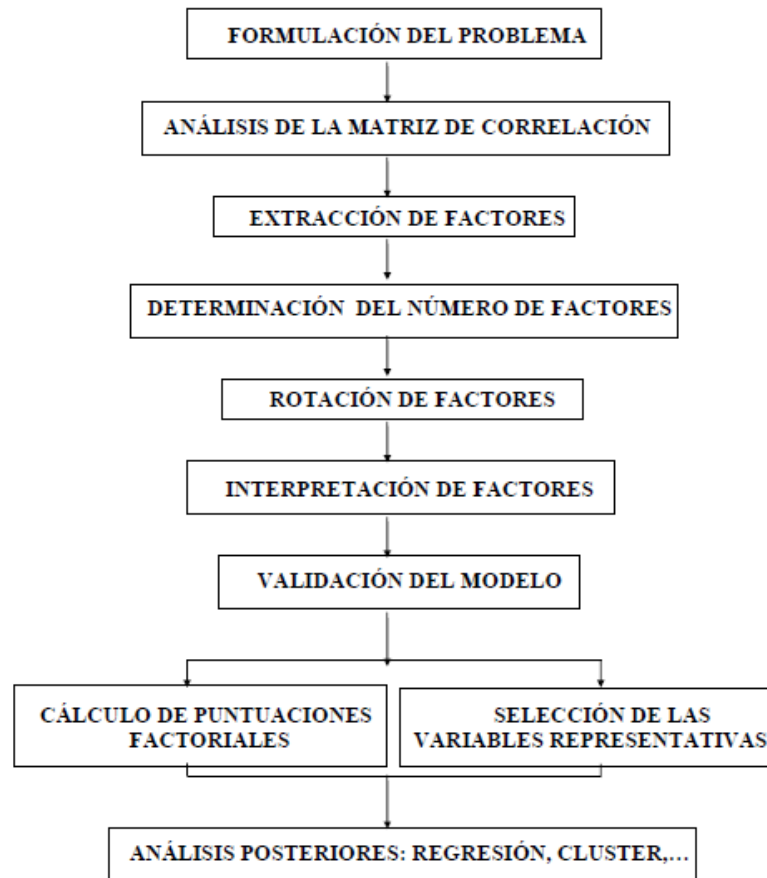 FORMULACIÓN DEL PROBLEMA
ANÁLISIS DE LA MATRIZ DE CORRELACIÓN
EXTRACCIÓN DE FACTORES
DETERMINACIÓN DEL NÚMERO DE FACTORES
ROTACIÓN DE FACTORES
INTERPRETACIÓN DE FACTORES
VALIDACIÓN DEL MODELO
CÁLCULO DE PUNTUACIONES
FACTORIALES
SELECCIÓN DE LAS
VARIABLES REPRESENTATIVAS
ANÁLISIS POSTERIORES: REGRESIÓN, CLUSTER,...